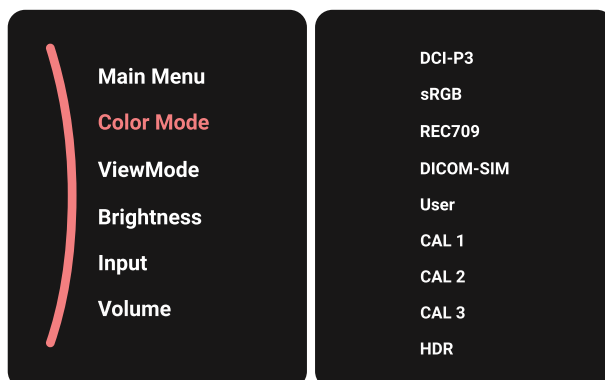 Main Menu
Color Mode
ViewMode
Brightness
Input
Volume
DCI-P3
sRGB
REC709
DICOM-SIM
User
CAL 1
CAL 2
CAL 3
HDR